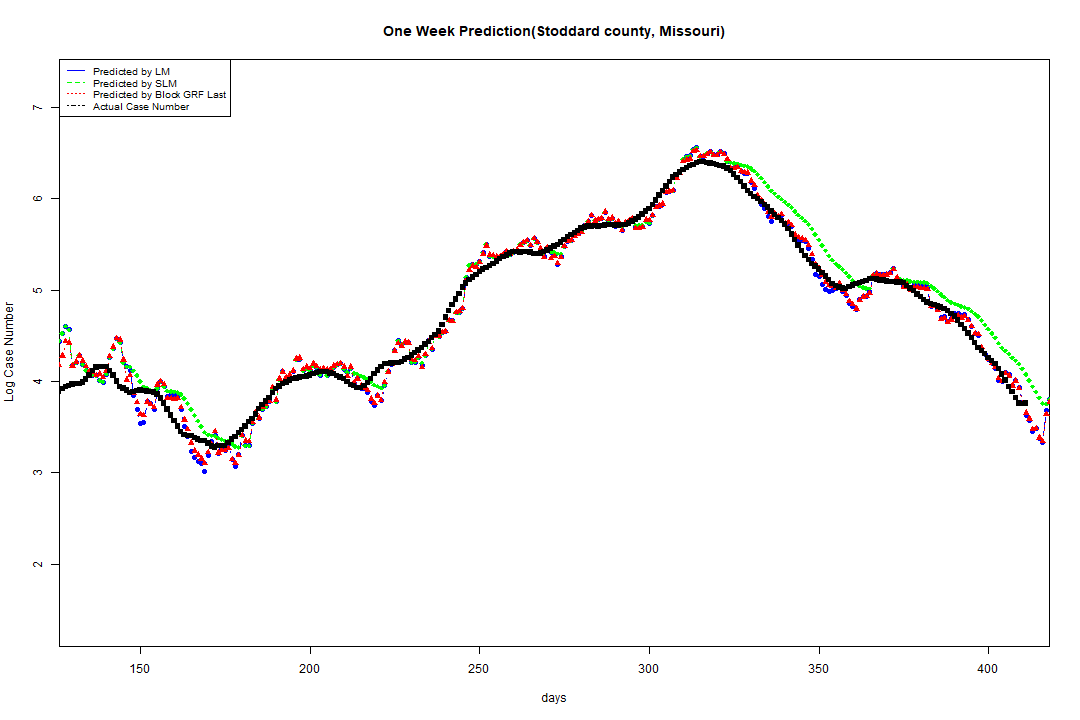 One Week Prediction(Stoddard county, Missouri)
Predicted by LM
Predicted by SLM
Predicted by Block GRF Last
Actual Case Number
7
6
5
4
3
2
Log Case Number
150 200 250 300 350 400
days